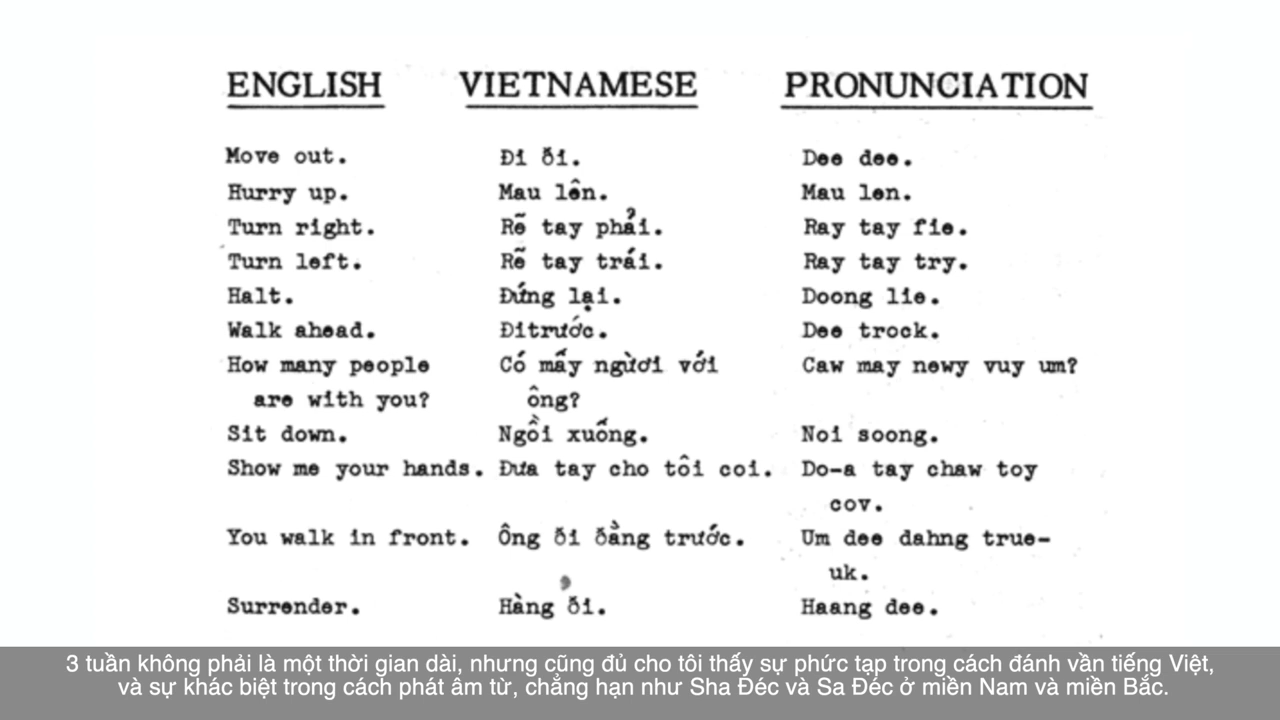 ENGLISH VIETNAMESE PRONUNCIATION
Move out. Đi ði. Dee dee.
Hurry up. Mau lên. Mau len.
Turn right. Rẽ tay phải. Ray tay fie.
Turn left. Rẽ tay trái. Ray tay try.
Halt. Đứng lại. Doong lie.
Walk ahead. Đitrước. Dee trock.
How many people Có mấy ngừơi với Caw may newy vuy um?
are with you? ông?
Sit down. Ngồi xuống. Noi soong.
Show me your hands. Đưa tay cho tôi coi. Do-a tay chaw toy
cov.
You walk in front. Ông ði ðằng trước. Um dee dahng true-
uk.
Surrender. Hàng ði. Haang dee.
3 tuần không phải là một thời gian dài, nhưng cũng đủ cho tôi thấy sự phức tạp trong cách đánh vần tiếng Việt,
và sự khác biệt trong cách phát âm từ, chẳng hạn như Sha Đéc và Sa Đéc ở miền Nam và miền Bắc.